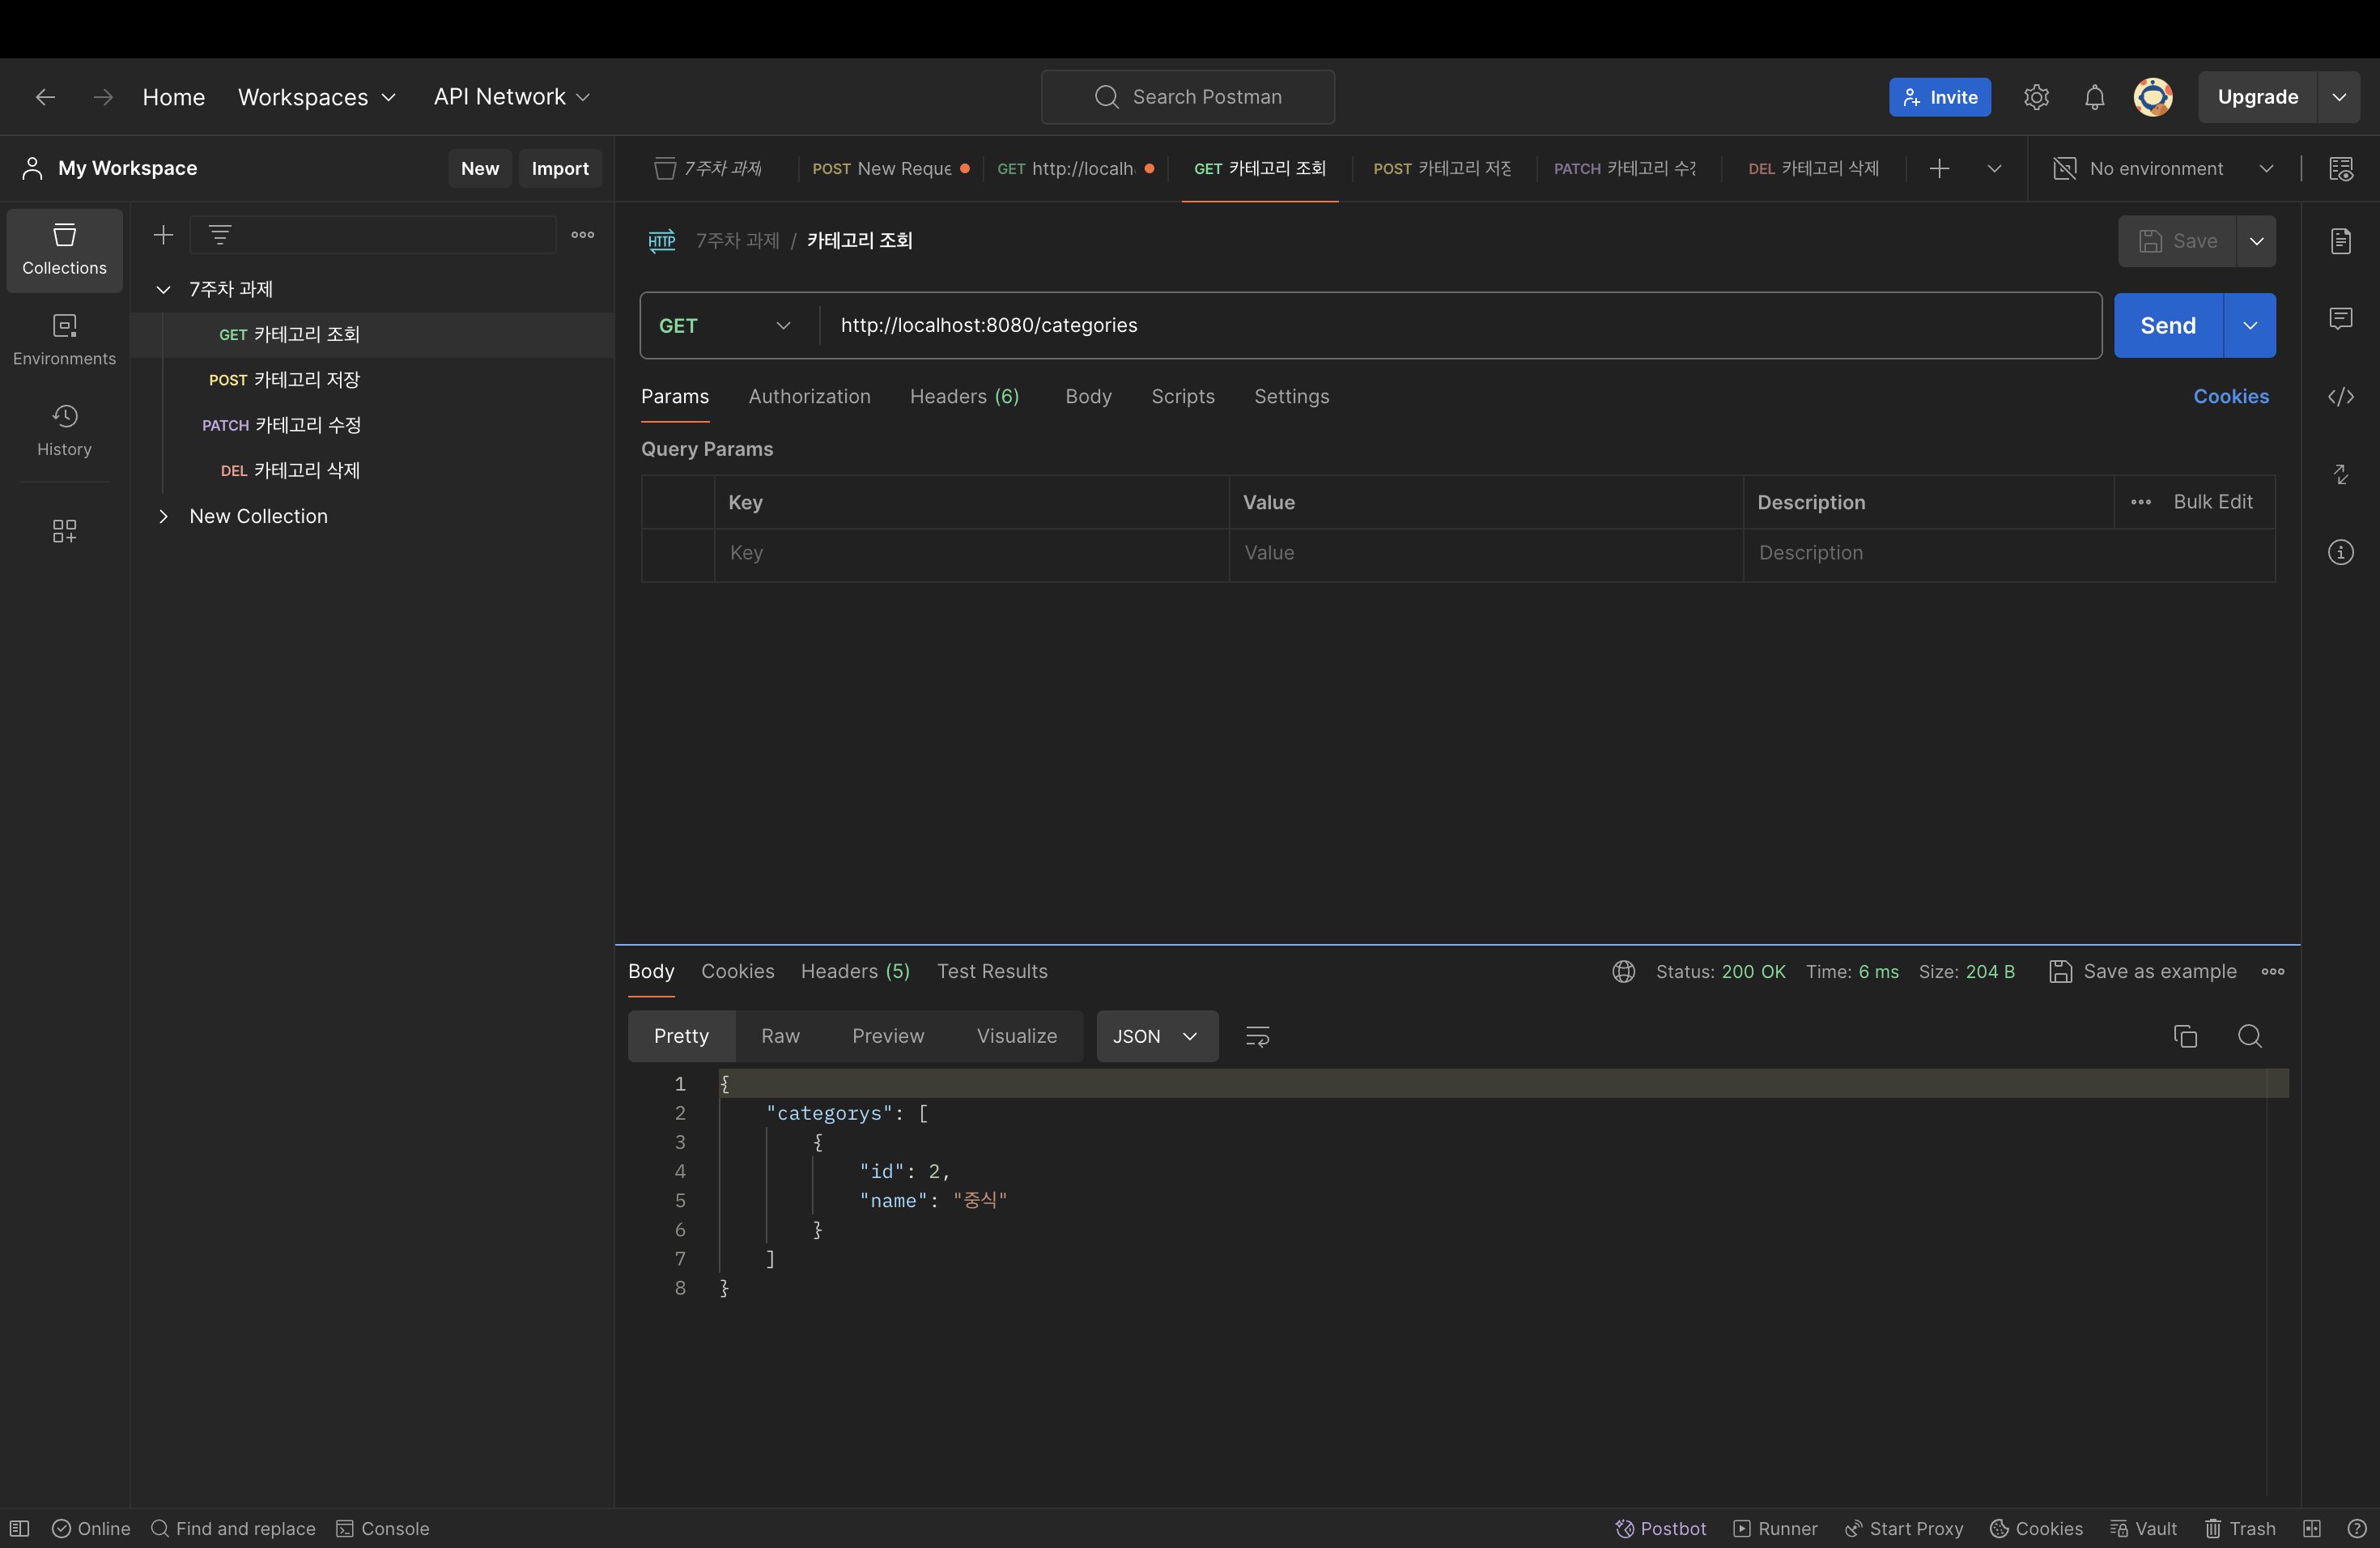 Home Workspaces API Network Search Postman Invite Upgrade
My Workspace New Import 7주차 과제 POST New Reque GET http://localh GET 카테고리 조회 POST 카테고리 저장 PATCH 카테고리 수정 DEL 카테고리 삭제 No environment
HTTP 7주차 과제 / 카테고리 조회 Save
Collections
7주차 과제
GET 카테고리 조회
POST 카테고리 저장
PATCH 카테고리 수정
DEL 카테고리 삭제
New Collection
Environments
History
GET http://localhost:8080/categories Send
Params Authorization Headers (6) Body Scripts Settings Cookies
Query Params
Key Value Description Bulk Edit
Key Value Description
Body Cookies Headers (5) Test Results Status: 200 OK Time: 6 ms Size: 204 B Save as example
Pretty Raw Preview Visualize JSON
1 {
2 "categorys": [
3 {
4 "id": 2,
5 "name": "중식"
6 }
7 ]
8 }
Online Find and replace Console Postbot Runner Start Proxy Cookies Vault Trash